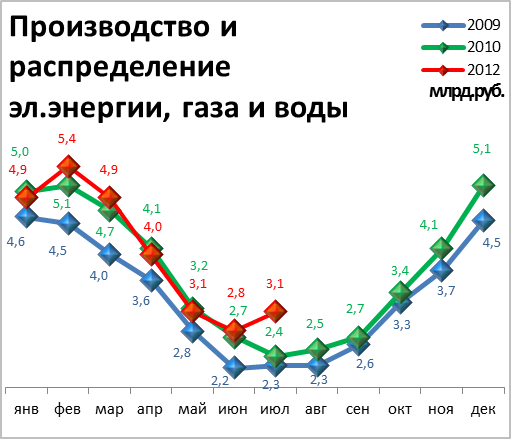 Производство и
распределение
эл.энергии, газа и воды
2009
2010
2012
млрд.руб.
5,0 5,4 4,9 5,1
4,9 5,1 4,7 4,1 4,1
4,6 4,5 4,0 4,0 4,5
3,6 3,2 3,1 3,4 3,7
3,1 2,8 3,3
2,8 2,7 2,4 2,5 2,7 2,6
2,2 2,3 2,3
янв фев мар апр май июн июл авг сен окт ноя дек